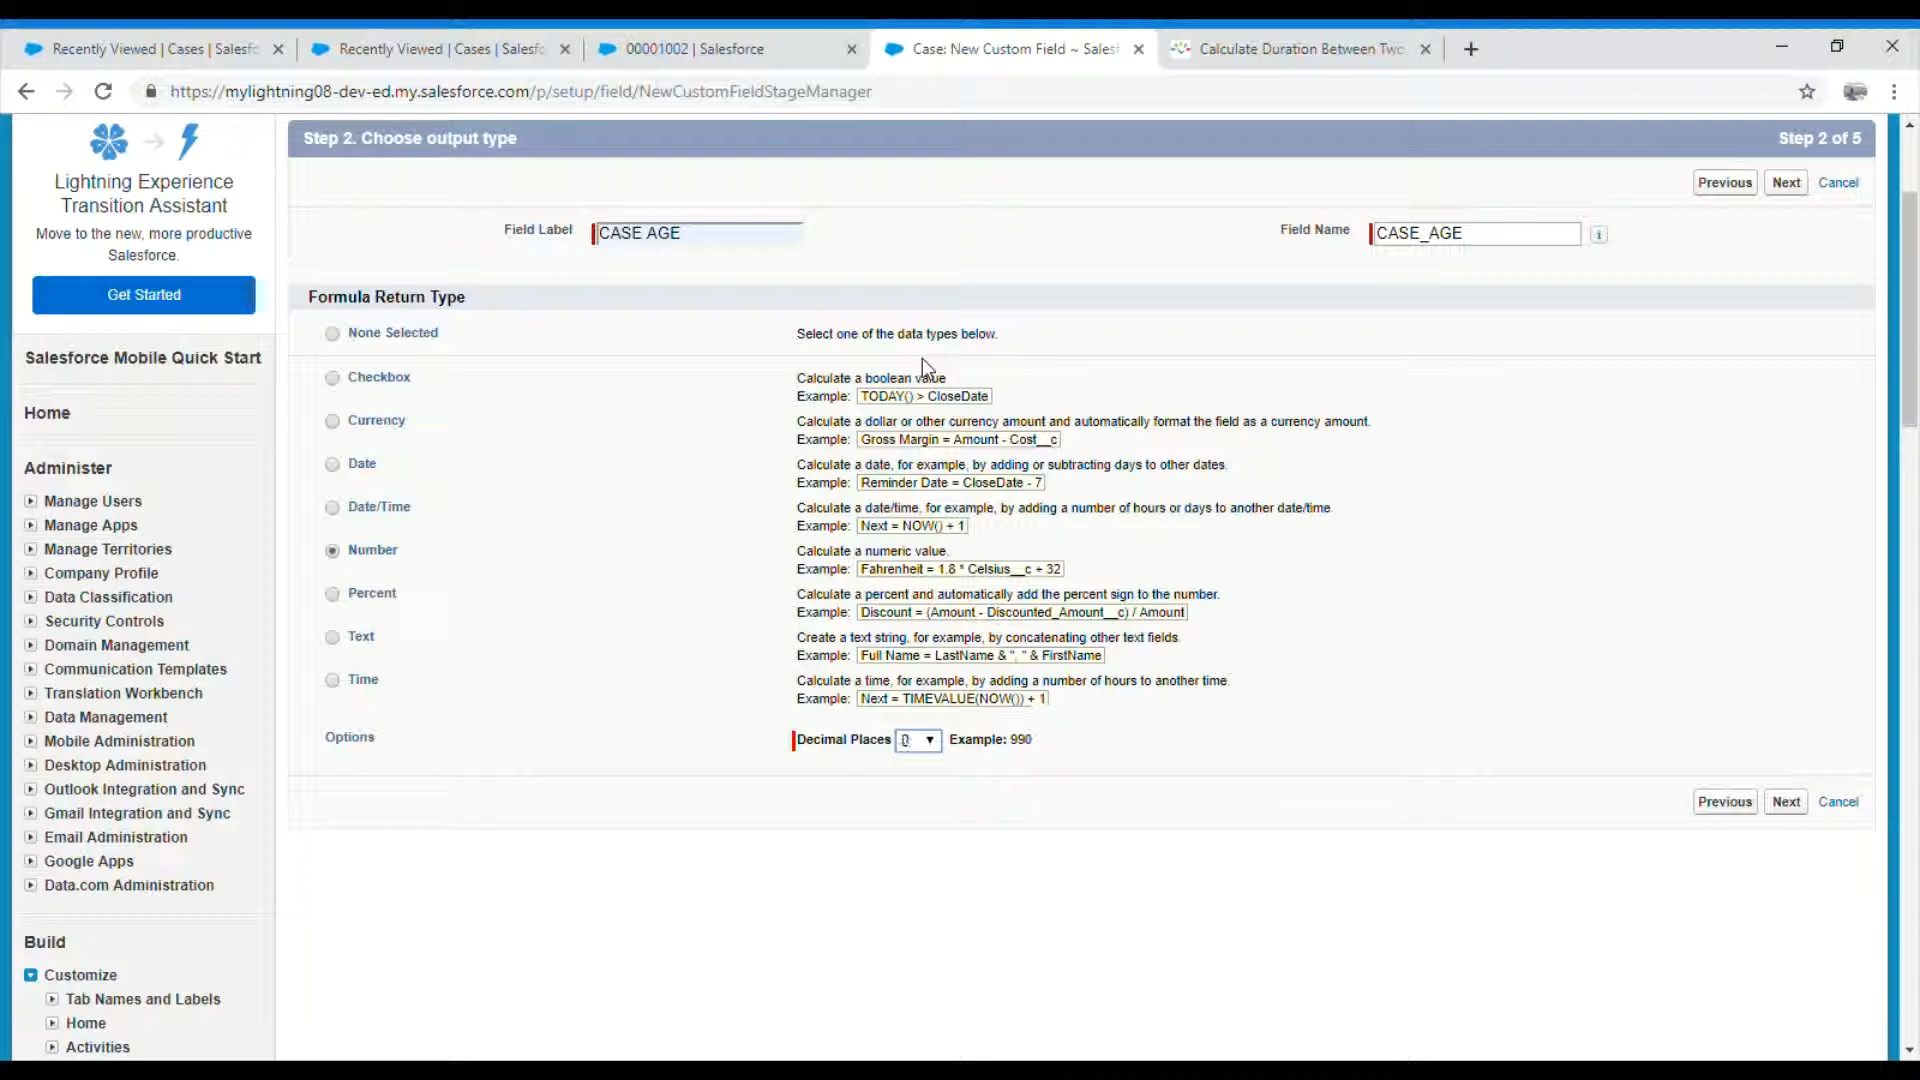 Recently Viewed | Cases | Salesfo
Recently Viewed | Cases | Salesfo
00001002 | Salesforce
Case: New Custom Field ~ Salesf
Calculate Duration Between Two
https://mylightning08-dev-ed.my.salesforce.com/p/setup/field/NewCustomFieldStageManager
Lightning Experience
Transition Assistant
Move to the new, more productive
Salesforce.
Get Started
Salesforce Mobile Quick Start
Home
Administer
Manage Users
Manage Apps
Manage Territories
Company Profile
Data Classification
Security Controls
Domain Management
Communication Templates
Translation Workbench
Data Management
Mobile Administration
Desktop Administration
Outlook Integration and Sync
Gmail Integration and Sync
Email Administration
Google Apps
Data.com Administration
Build
Customize
Tab Names and Labels
Home
Activities
Step 2. Choose output type
Step 2 of 5
Previous
Next
Cancel
Field Label
CASE AGE
Field Name
CASE_AGE
i
Formula Return Type
None Selected
Select one of the data types below.
Checkbox
Calculate a boolean value
Example: TODAY() > CloseDate
Currency
Calculate a dollar or other currency amount and automatically format the field as a currency amount.
Example: Gross Margin = Amount - Cost__c
Date
Calculate a date, for example, by adding or subtracting days to other dates.
Example: Reminder Date = CloseDate - 7
Date/Time
Calculate a date/time, for example, by adding a number of hours or days to another date/time.
Example: Next = NOW() + 1
Number
Calculate a numeric value.
Example: Fahrenheit = 1.8 * Celsius__c + 32
Percent
Calculate a percent and automatically add the percent sign to the number.
Example: Discount = (Amount - Discounted_Amount__c) / Amount
Text
Create a text string, for example, by concatenating other text fields.
Example: Full Name = LastName & ", " & FirstName
Time
Calculate a time, for example, by adding a number of hours to another time.
Example: Next = TIMEVALUE(NOW()) + 1
Options
Decimal Places
Example: 990
Previous
Next
Cancel